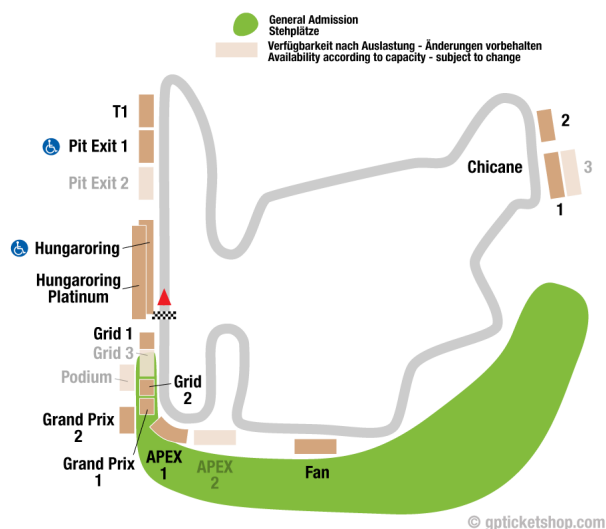 General Admission
Stehplätze
Verfügbarkeit nach Auslastung - Änderungen vorbehalten
Availability according to capacity - subject to change
T1
Pit Exit 1
Pit Exit 2
Hungaroring
Hungaroring
Platinum
Grid 1
Grid 3
Podium
Grid
2
Grand Prix
2
Grand Prix
1
APEX
1
APEX
2
Fan
Chicane
2
3
1
© gpticketshop.com